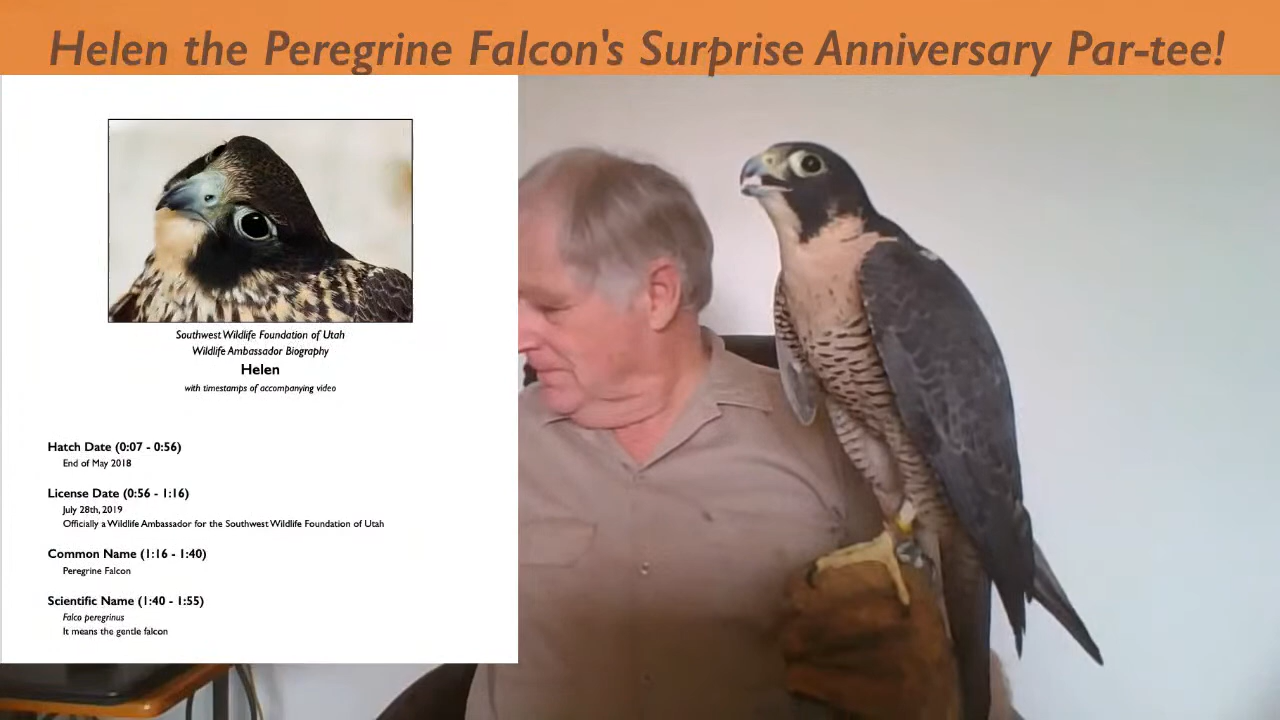 Helen the Peregrine Falcon's Surprise Anniversary Par-tee!
Southwest Wildlife Foundation of Utah
Wildlife Ambassador Biography
Helen
with timestamps of accompanying video
Hatch Date (0:07 - 0:56)
End of May 2018
License Date (0:56 - 1:16)
July 28th, 2019
Officially a Wildlife Ambassador for the Southwest Wildlife Foundation of Utah
Common Name (1:16 - 1:40)
Peregrine Falcon
Scientific Name (1:40 - 1:55)
Falco peregrinus
It means the gentle falcon